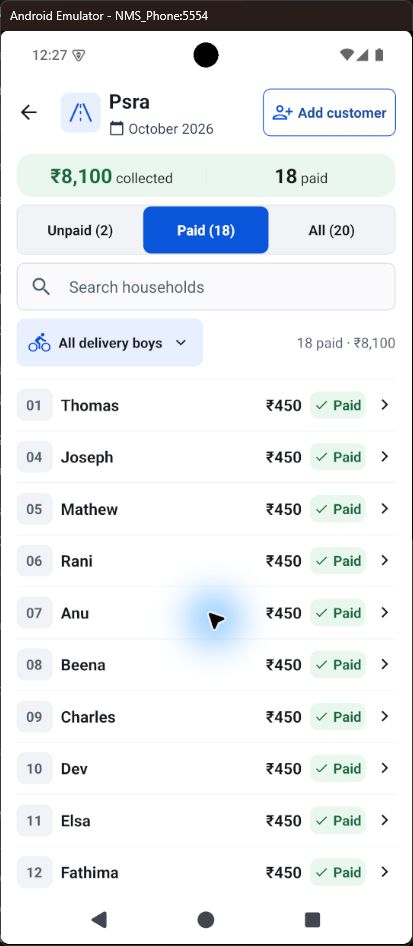 Android Emulator - NMS_Phone:5554
12:27
Psra
October 2026
Add customer
₹8,100 collected
18 paid
Unpaid (2)
Paid (18)
All (20)
Search households
All delivery boys
18 paid · ₹8,100
01 Thomas ₹450 Paid
04 Joseph ₹450 Paid
05 Mathew ₹450 Paid
06 Rani ₹450 Paid
07 Anu ₹450 Paid
08 Beena ₹450 Paid
09 Charles ₹450 Paid
10 Dev ₹450 Paid
11 Elsa ₹450 Paid
12 Fathima ₹450 Paid